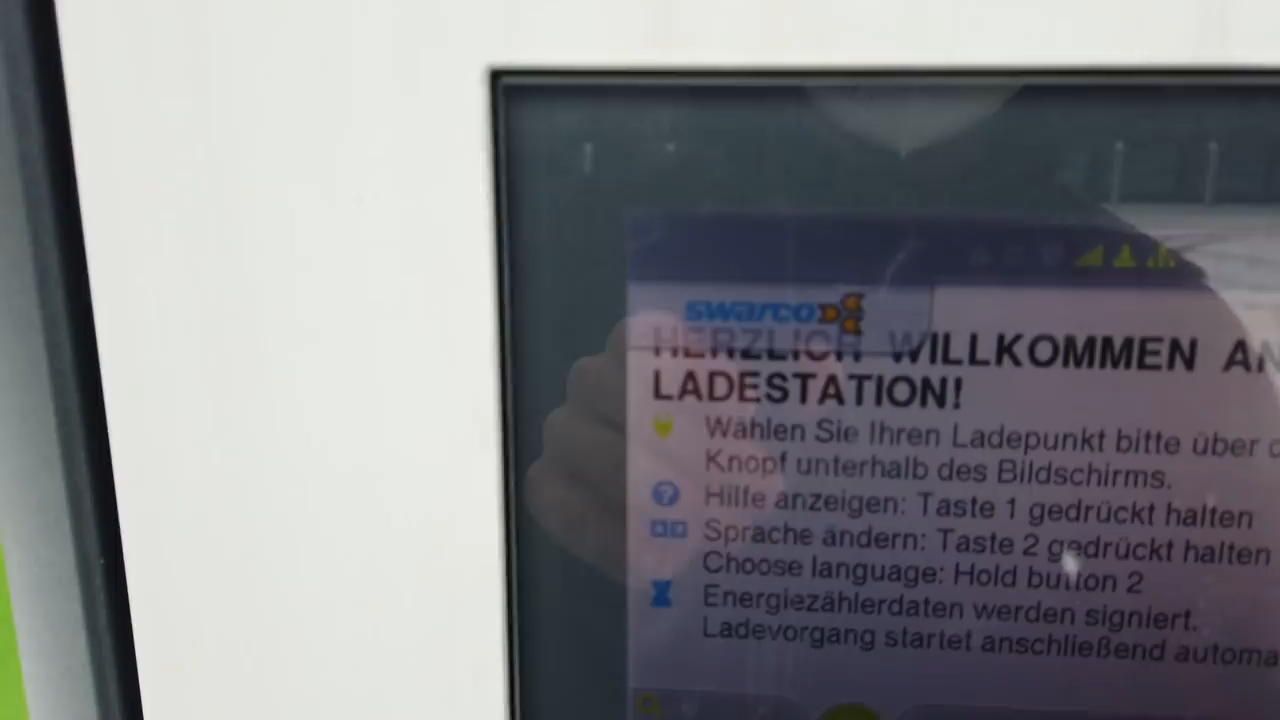 swarco
HERZLICH WILLKOMMEN AN
LADESTATION!
Wählen Sie Ihren Ladepunkt bitte über
Knopf unterhalb des Bildschirms.
Hilfe anzeigen: Taste 1 gedrückt halten
Sprache ändern: Taste 2 gedrückt halten
Choose language: Hold button 2
Energiezählerdaten werden signiert.
Ladevorgang startet anschließend automa